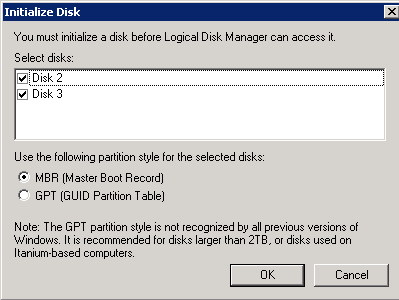 Initialize Disk
You must initialize a disk before Logical Disk Manager can access it.
Select disks:
Disk 2
Disk 3
Use the following partition style for the selected disks:
MBR (Master Boot Record)
GPT (GUID Partition Table)
Note: The GPT partition style is not recognized by all previous versions of
Windows. It is recommended for disks larger than 2TB, or disks used on
Itanium-based computers.
OK
Cancel